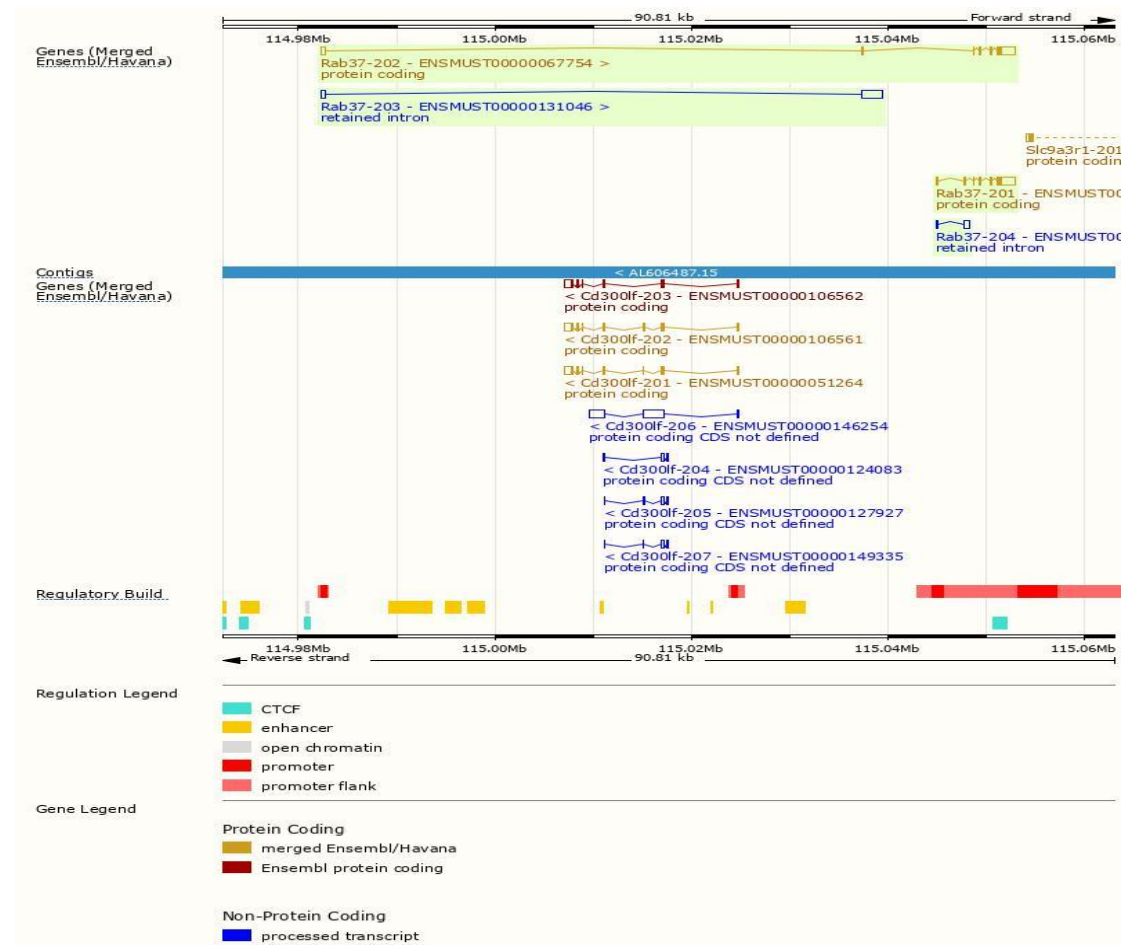 90.81 kb Forward strand
114.98Mb 115.00Mb 115.02Mb 115.04Mb 115.06Mb
Genes (Merged
Ensembl/Havana)
Rab37-202 - ENSMUST00000067754 >
protein coding
Rab37-203 - ENSMUST00000131046 >
retained intron
Slc9a3r1-201
protein codin
Rab37-201 - ENSMUST00
protein coding
Rab37-204 - ENSMUST00
retained intron
Contigs
< AL606487.15
Genes (Merged
Ensembl/Havana)
< Cd300lf-203 - ENSMUST00000106562
protein coding
< Cd300lf-202 - ENSMUST00000106561
protein coding
< Cd300lf-201 - ENSMUST00000051264
protein coding
< Cd300lf-206 - ENSMUST00000146254
protein coding CDS not defined
< Cd300lf-204 - ENSMUST00000124083
protein coding CDS not defined
< Cd300lf-205 - ENSMUST00000127927
protein coding CDS not defined
< Cd300lf-207 - ENSMUST00000149335
protein coding CDS not defined
Regulatory Build
114.98Mb 115.00Mb 115.02Mb 115.04Mb 115.06Mb
Reverse strand 90.81 kb
Regulation Legend
CTCF
enhancer
open chromatin
promoter
promoter flank
Gene Legend
Protein Coding
merged Ensembl/Havana
Ensembl protein coding
Non-Protein Coding
processed transcript